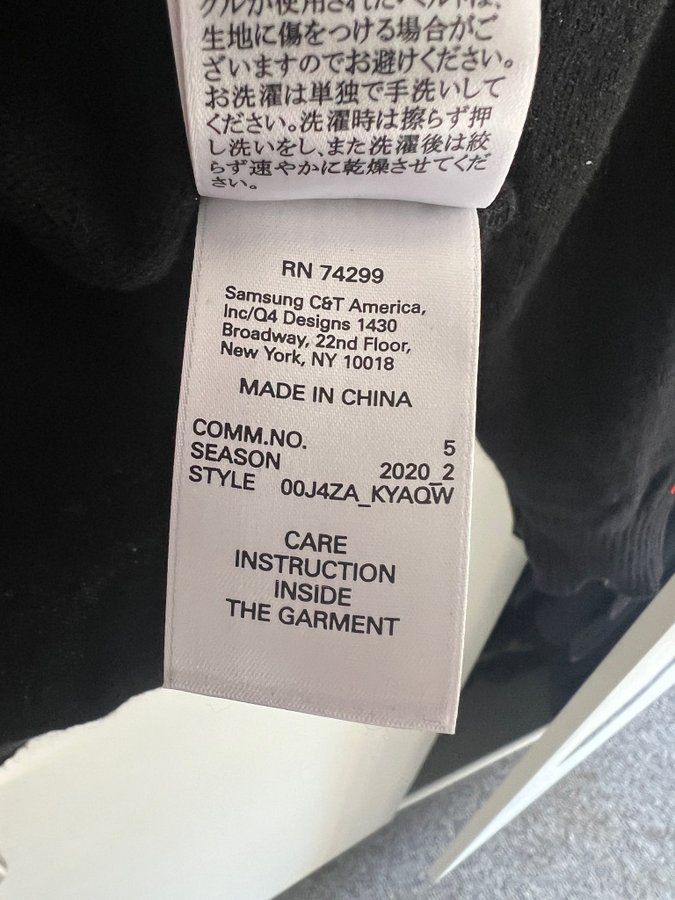 グルが使用されたベルトは、
生地に傷をつける場合がご
ざいますのでお避けください。
お洗濯は単独で手洗いして
ください。洗濯時は擦らず押
し洗いをし、また洗濯後は絞
らず速やかに乾燥させてくだ
さい。
RN 74299
Samsung C&T America,
Inc/Q4 Designs 1430
Broadway, 22nd Floor,
New York, NY 10018
MADE IN CHINA
COMM.NO. 5
SEASON 2020_2
STYLE 00J4ZA_KYAQW
CARE
INSTRUCTION
INSIDE
THE GARMENT